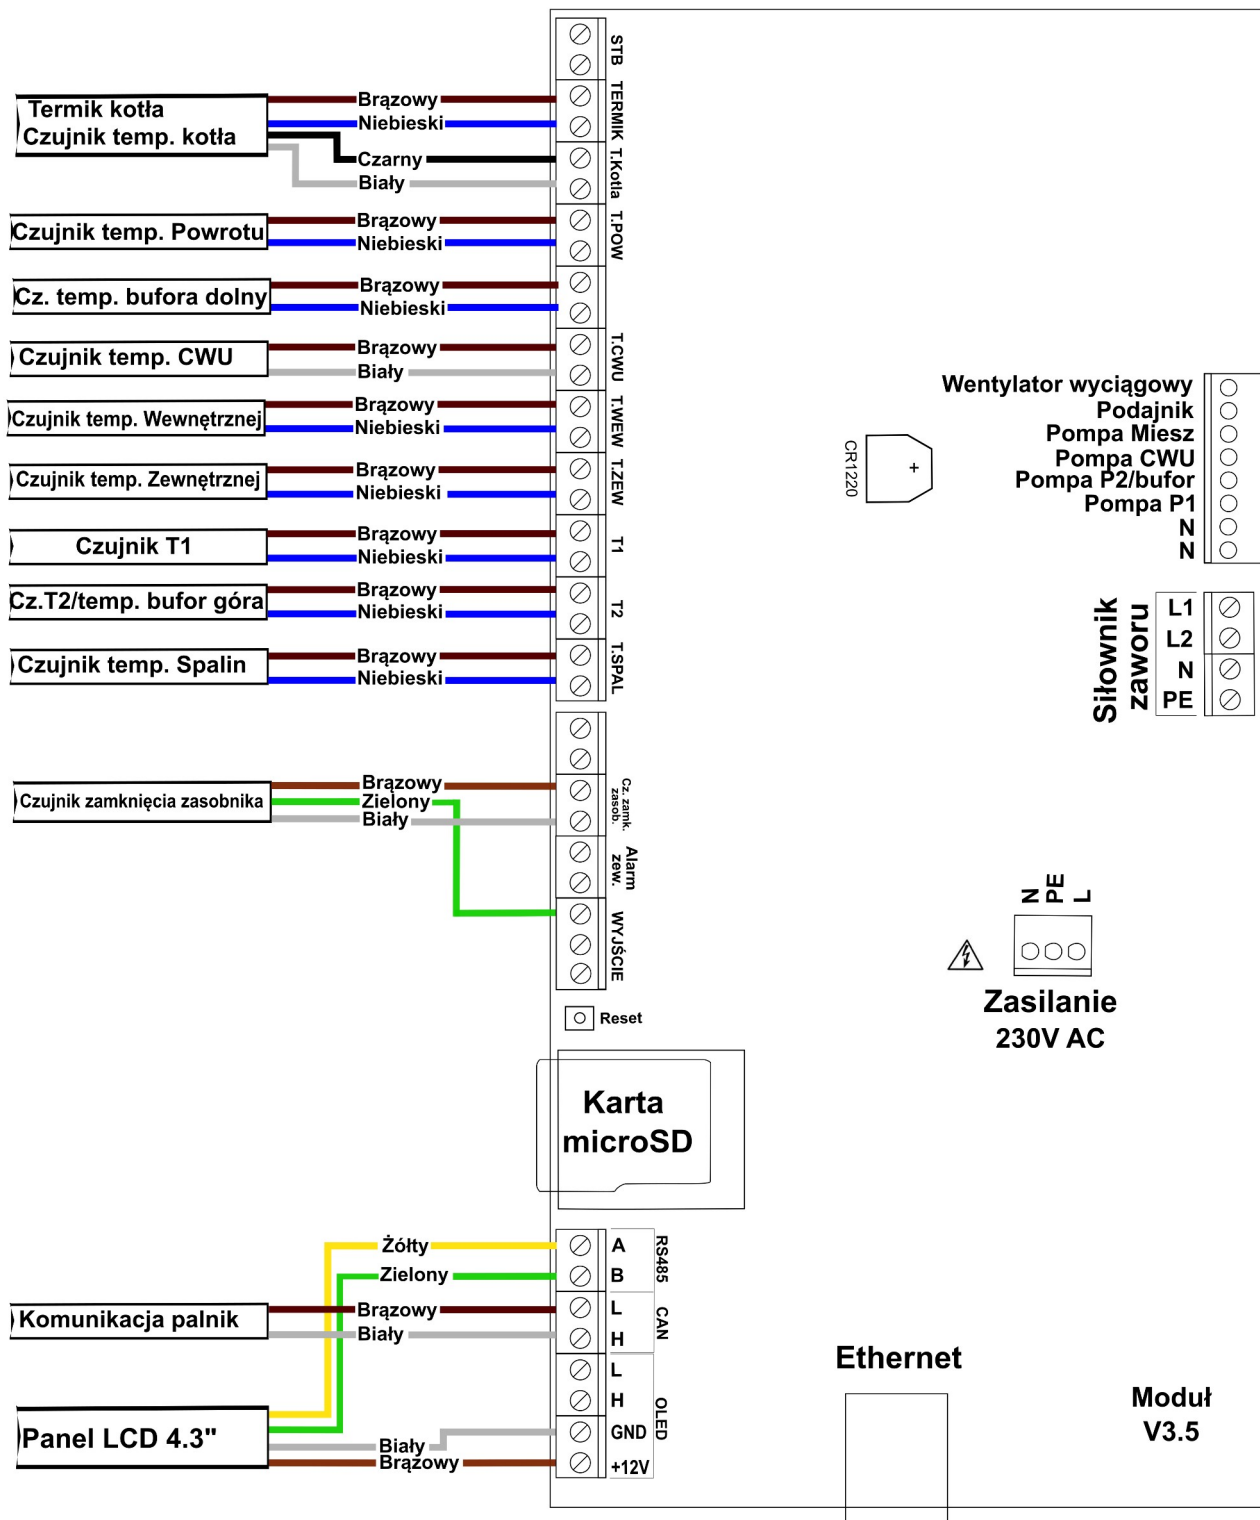 STB
Termik kotła
Czujnik temp. kotła
Brązowy
Niebieski
TERMIK
Czarny
Biały
T.Kotla
Czujnik temp. Powrotu
Brązowy
Niebieski
T.POW
Cz. temp. bufora dolny
Brązowy
Niebieski
Czujnik temp. CWU
Brązowy
Biały
T.CWU
Czujnik temp. Wewnętrznej
Brązowy
Niebieski
T.WEW
Czujnik temp. Zewnętrznej
Brązowy
Niebieski
T.ZEW
Czujnik T1
Brązowy
Niebieski
T1
Cz.T2/temp. bufor góra
Brązowy
Niebieski
T2
Czujnik temp. Spalin
Brązowy
Niebieski
T.SPAL
Czujnik zamknięcia zasobnika
Brązowy
Zielony
Biały
Cz. zamk.
zasob.
Alarm
zew.
WYJŚCIE
Reset
Karta
microSD
Żółty
Zielony
A
B
RS485
Komunikacja palnik
Brązowy
Biały
L
H
CAN
Panel LCD 4.3"
Biały
Brązowy
L
H
GND
+12V
OLED
CR1220
+
Wentylator wyciągowy
Podajnik
Pompa Miesz
Pompa CWU
Pompa P2/bufor
Pompa P1
N
N
Siłownik
zaworu
L1
L2
N
PE
N
PE
L
Zasilanie
230V AC
Ethernet
Moduł
V3.5